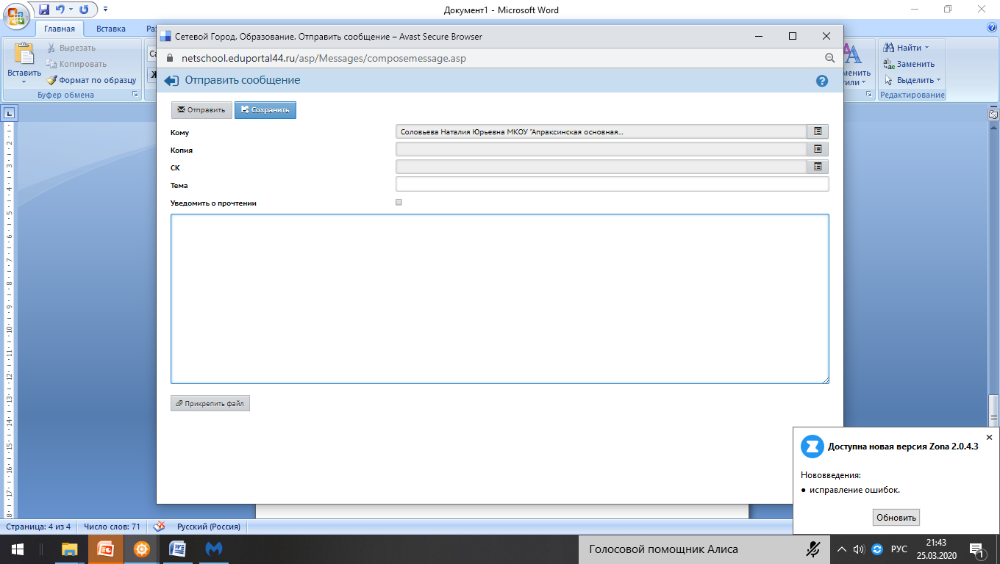 Документ1 - Microsoft Word
Главная
Вставка
Вставить
Вырезать
Копировать
Формат по образцу
Буфер обмена
Ж
Сетевой Город. Образование. Отправить сообщение – Avast Secure Browser
netschool.eduportal44.ru/asp/Messages/composemessage.asp
Отправить сообщение
Отправить
Сохранить
Кому
Соловьева Наталия Юрьевна МКОУ "Апраксинская основная...
Копия
СК
Тема
Уведомить о прочтении
Прикрепить файл
Найти
Заменить
Выделить
Редактирование
Доступна новая версия Zona 2.0.4.3
Нововведения:
• исправление ошибок.
Обновить
Страница: 4 из 4
Число слов: 71
Русский (Россия)
Голосовой помощник Алиса
РУС
21:43
25.03.2020
1